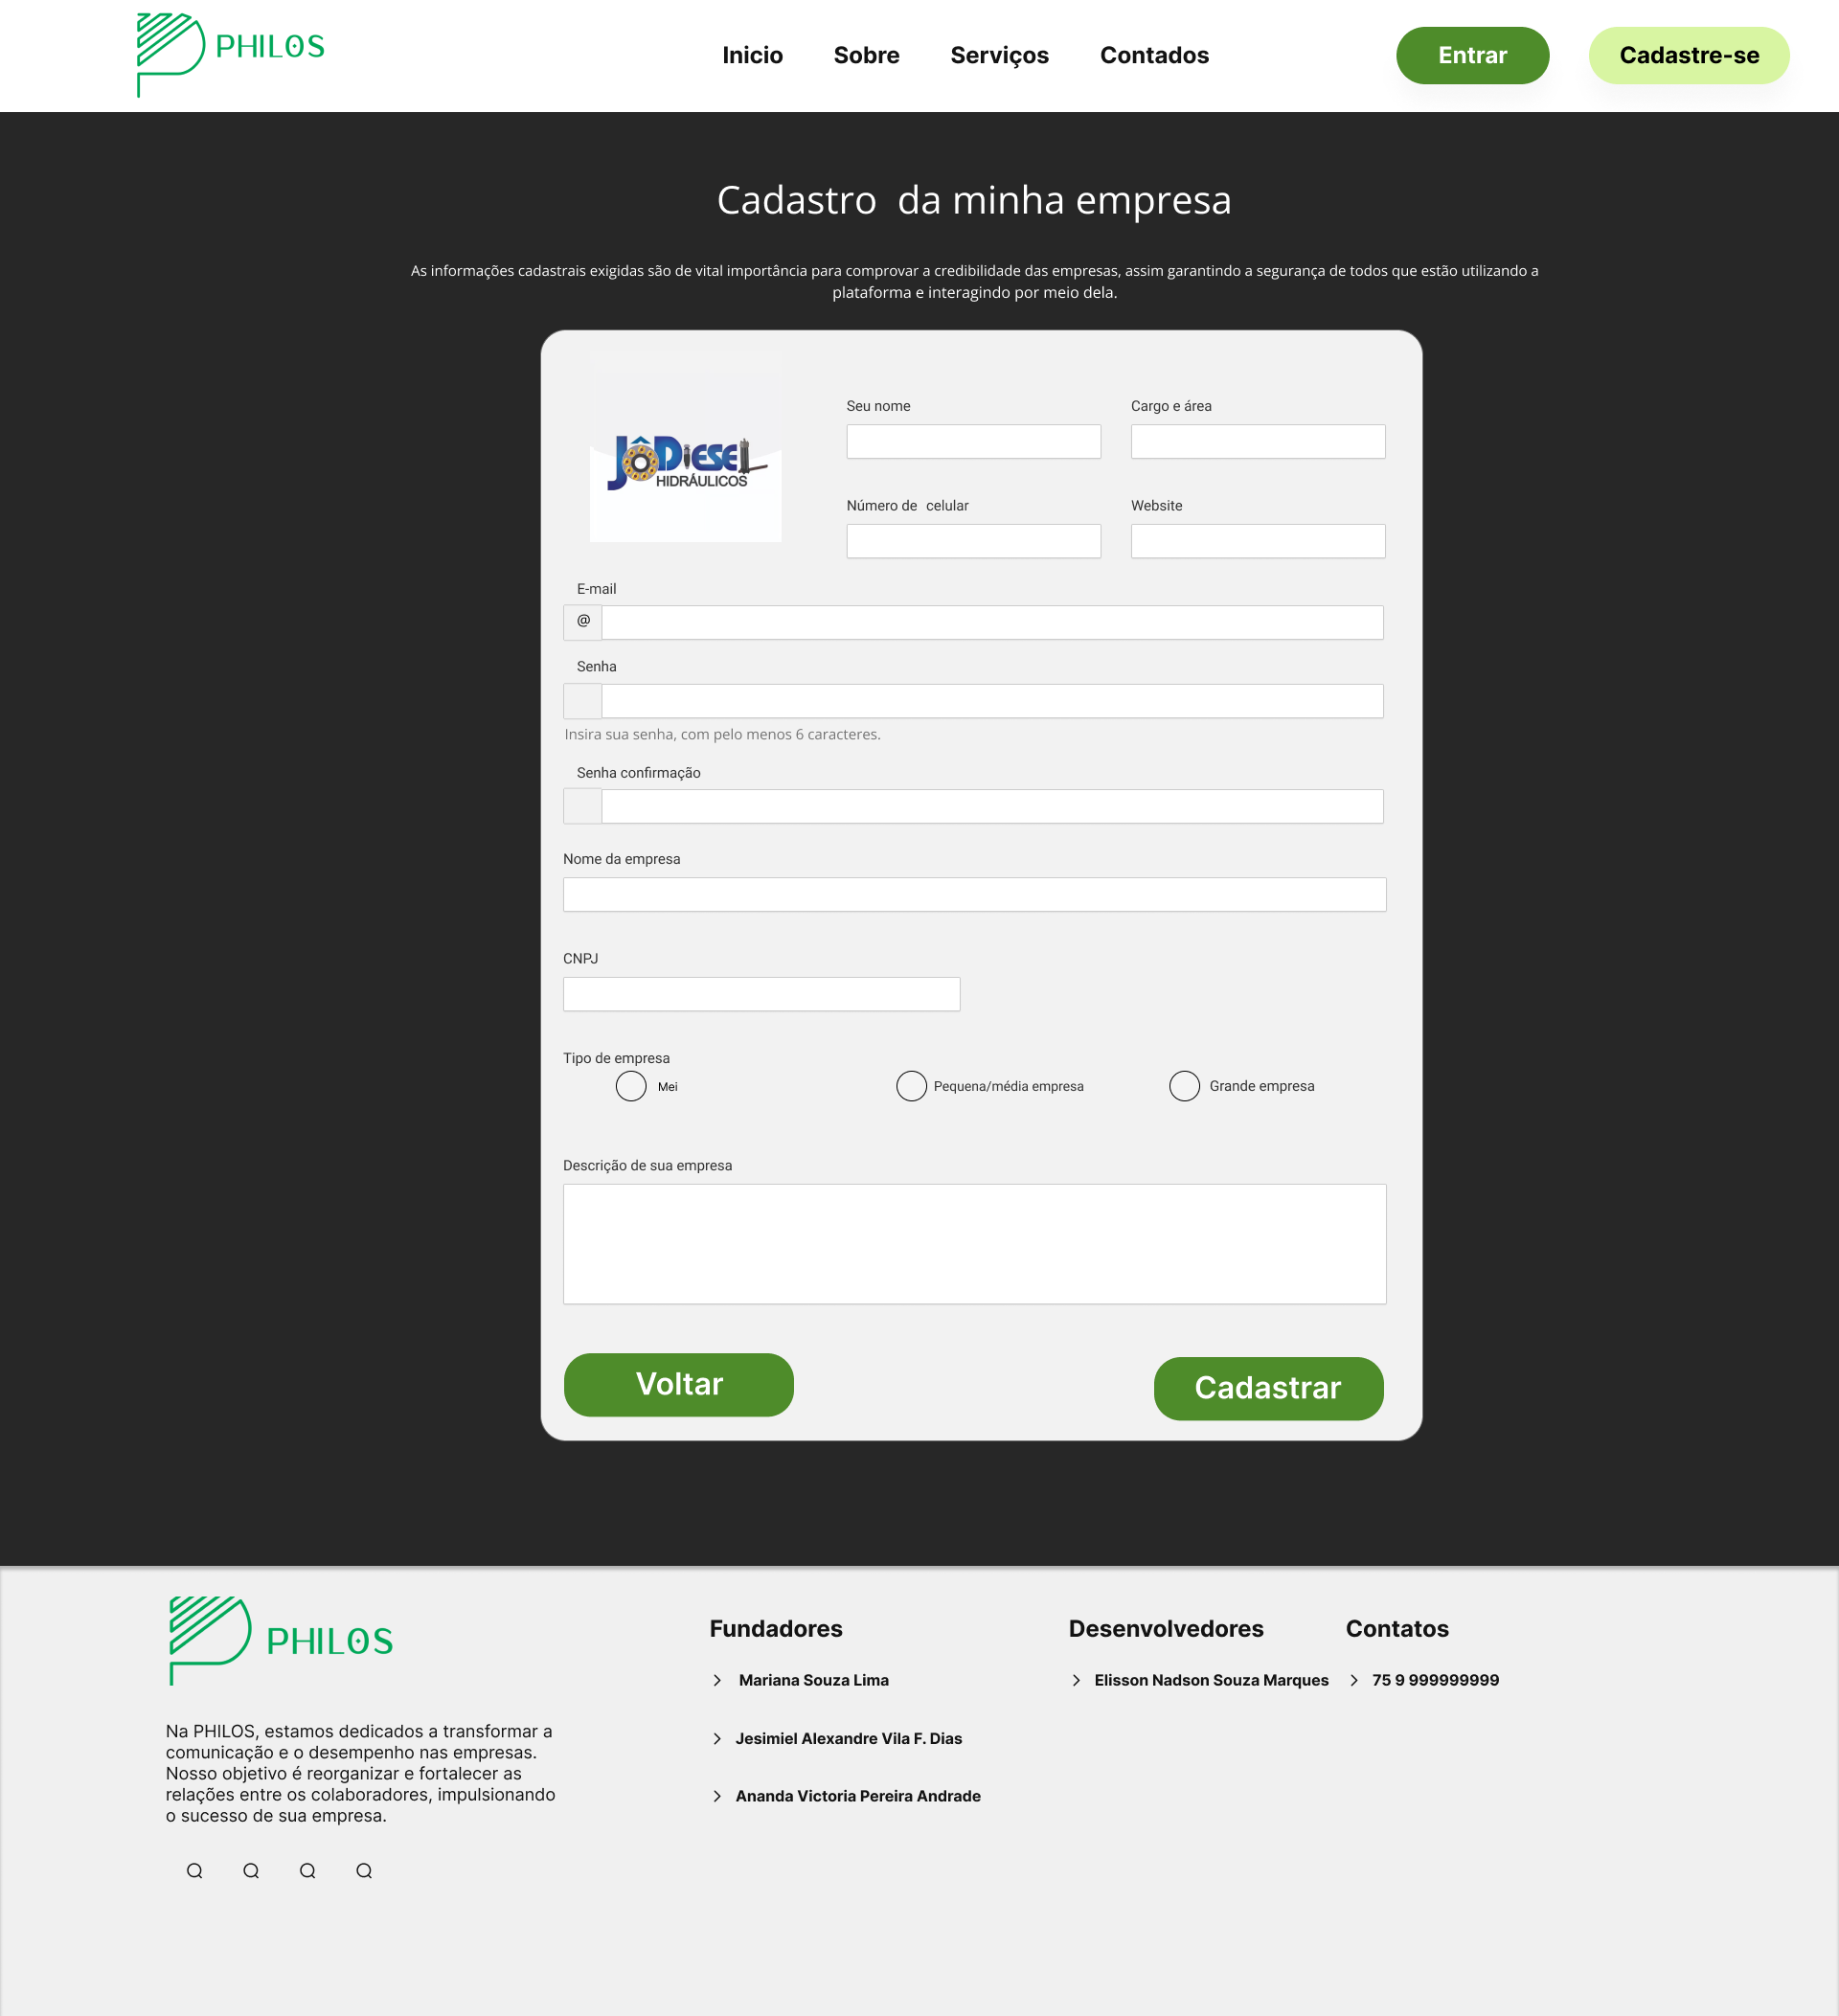 PHILOS
Inicio Sobre Serviços Contados Entrar Cadastre-se
Cadastro da minha empresa
As informações cadastrais exigidas são de vital importância para comprovar a credibilidade das empresas, assim garantindo a segurança de todos que estão utilizando a
plataforma e interagindo por meio dela.
JÔDIESEL
HIDRÁULICOS
Seu nome Cargo e área
Número de celular Website
E-mail
@
Senha
Insira sua senha, com pelo menos 6 caracteres.
Senha confirmação
Nome da empresa
CNPJ
Tipo de empresa
Mei Pequena/média empresa Grande empresa
Descrição de sua empresa
Voltar Cadastrar
PHILOS
Na PHILOS, estamos dedicados a transformar a
comunicação e o desempenho nas empresas.
Nosso objetivo é reorganizar e fortalecer as
relações entre os colaboradores, impulsionando
o sucesso de sua empresa.
Fundadores
Mariana Souza Lima
Jesimiel Alexandre Vila F. Dias
Ananda Victoria Pereira Andrade
Desenvolvedores
Elisson Nadson Souza Marques
Contatos
75 9 999999999